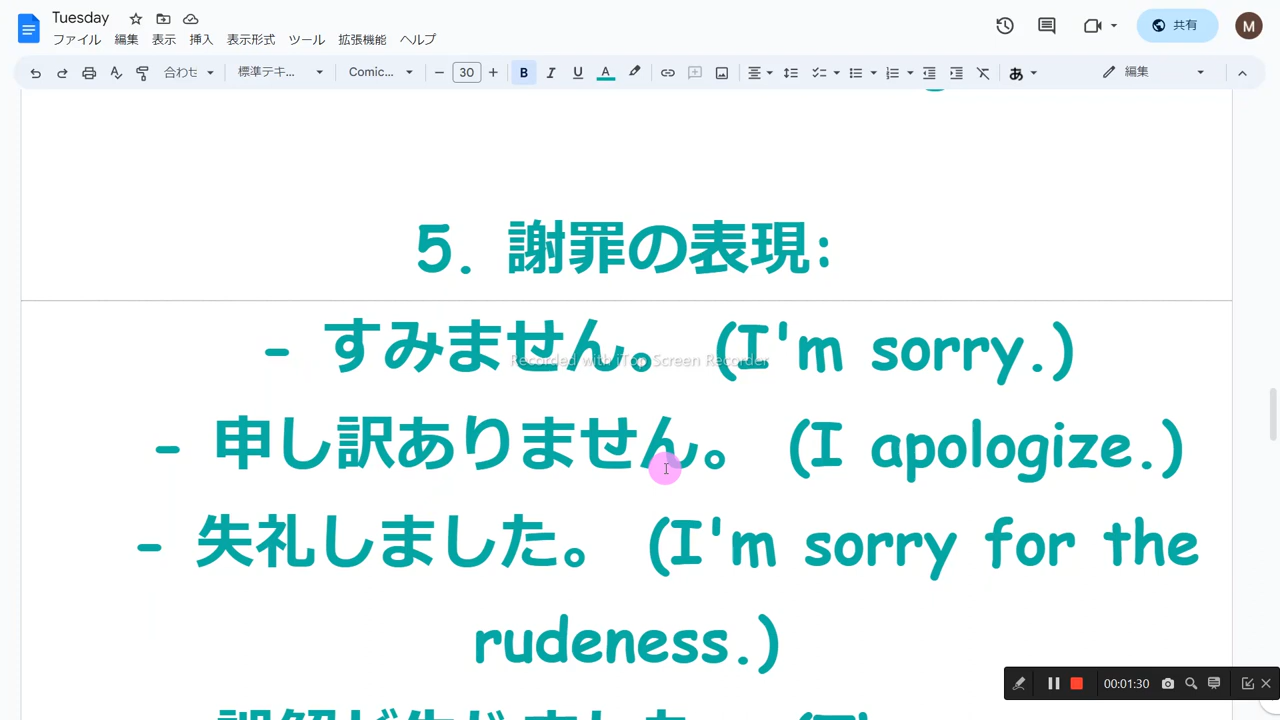 Tuesday
ファイル 編集 表示 挿入 表示形式 ツール 拡張機能 ヘルプ
共有
M
合わせ 標準テキ... Comic... 30 B I U A あ 編集
5. 謝罪の表現:
- すみません。 (I'm sorry.)
Recorded with iTop Screen Recorder
- 申し訳ありません。 (I apologize.)
- 失礼しました。 (I'm sorry for the
rudeness.)
00:01:30